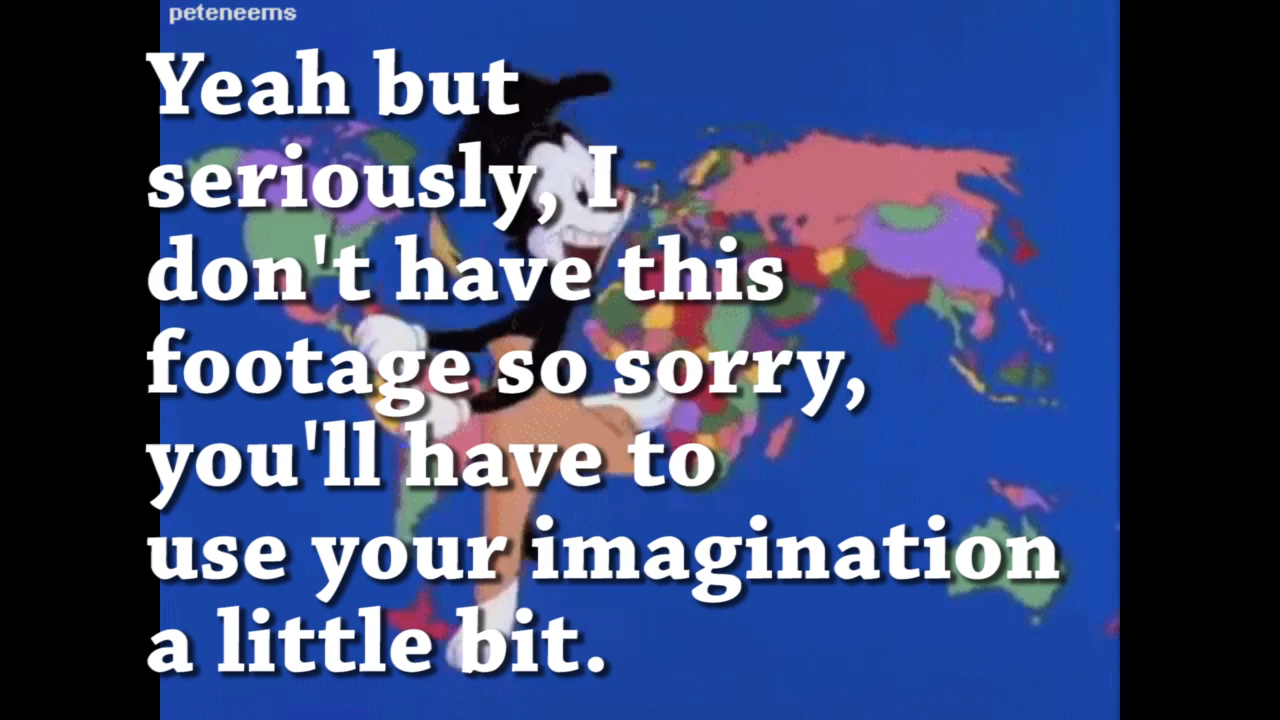 peteneems
Yeah but
seriously, I
don't have this
footage so sorry,
you'll have to
use your imagination
a little bit.